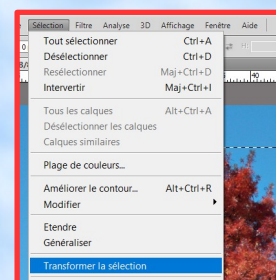 Sélection Filtre Analyse 3D Affichage Fenêtre Aide
Tout sélectionner Ctrl+A
Désélectionner Ctrl+D
Resélectionner Maj+Ctrl+D
Intervertir Maj+Ctrl+I
40
Tous les calques Alt+Ctrl+A
Désélectionner les calques
Calques similaires
Plage de couleurs...
Améliorer le contour... Alt+Ctrl+R
Modifier
Etendre
Généraliser
Transformer la sélection